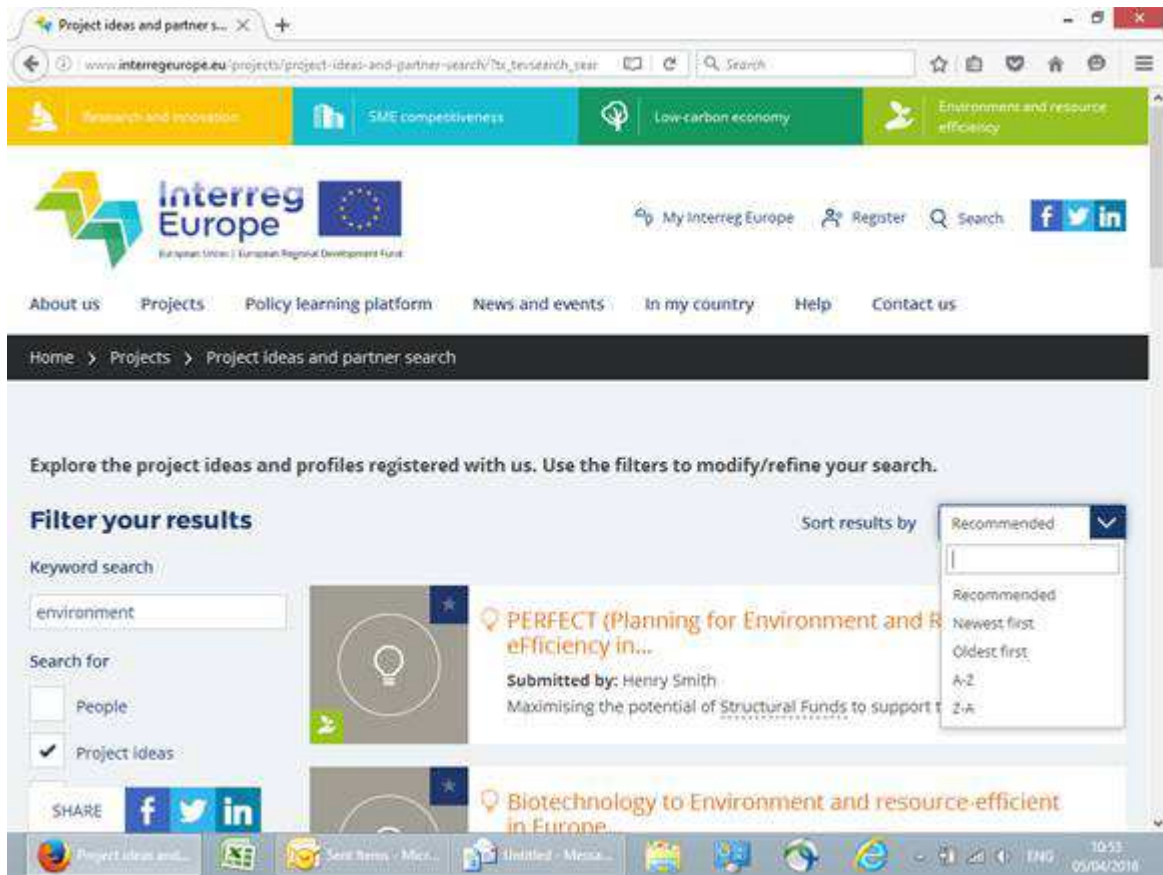 Project ideas and partner s...
www.interregeurope.eu/projects/project-ideas-and-partner-search/?tx_tevsearch_sear
Search
Research and innovation
SME competitiveness
Low-carbon economy
Environment and resource
efficiency
Interreg
Europe
European Union | European Regional Development Fund
My Interreg Europe
Register
Search
About us
Projects
Policy learning platform
News and events
In my country
Help
Contact us
Home > Projects > Project ideas and partner search
Explore the project ideas and profiles registered with us. Use the filters to modify/refine your search.
Filter your results
Sort results by
Recommended
Keyword search
environment
Recommended
Newest first
Oldest first
A-Z
Z-A
Search for
People
Project ideas
PERFECT (Planning for Environment and R
eFficiency in...
Submitted by: Henry Smith
Maximising the potential of Structural Funds to support t
SHARE
Biotechnology to Environment and resource-efficient
in Europe...
Project ideas and...
Sent Items - Micr...
Untitled - Messa...
ENG
10:53
05/04/2016